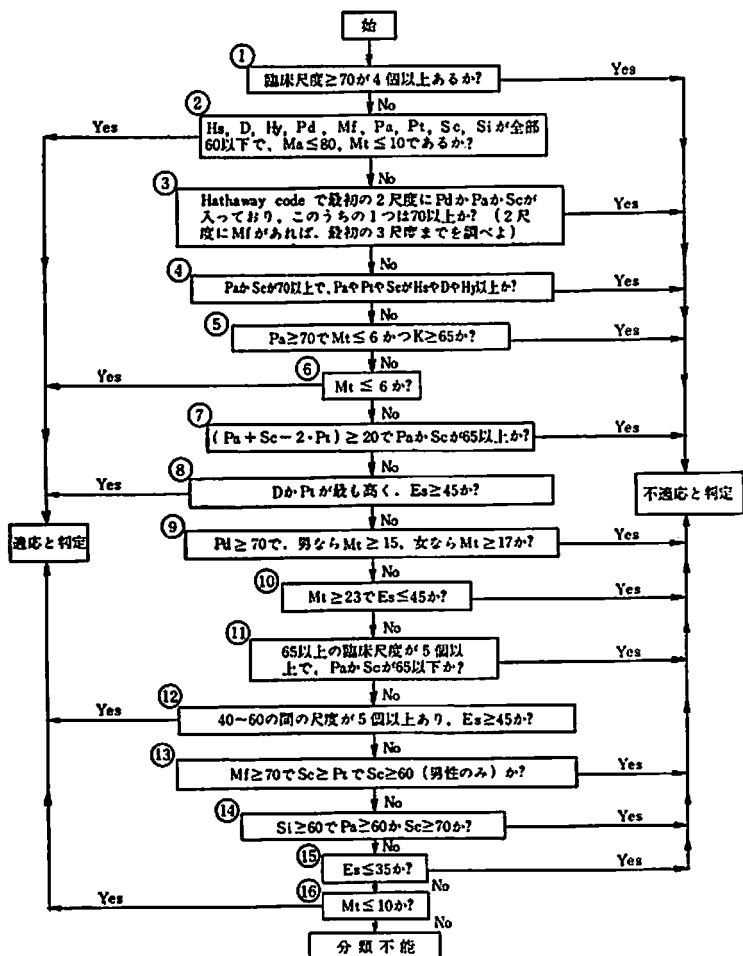 始
①
臨床尺度≥70が4個以上あるか?
Yes
No
②
Hs, D, Hy, Pd, Mf, Pa, Pt, Sc, Siが全部
60以下で、Ma≤80, Mt≤10であるか?
Yes
No
③
Hathaway codeで最初の2尺度にPdかPaかScが
入っており、このうちの1つは70以上か?(2尺
度にMfがあれば、最初の3尺度までを調べよ)
Yes
No
④
PaかScが70以上で、PaやPtやScがHsやDやHy以上か?
Yes
No
⑤
Pa≥70でMt≤6かつK≥65か?
Yes
No
⑥
Mt≤6か?
Yes
No
⑦
(Pa+Sc-2・Pt)≥20でPaかScが65以上か?
Yes
No
⑧
DかPtが最も高く、Es≥45か?
Yes
No
不適応と判定
適応と判定
⑨
Pd≥70で、男ならMt≥15、女ならMt≥17か?
Yes
No
⑩
Mt≥23でEs≤45か?
Yes
No
⑪
65以上の臨床尺度が5個以
上で、PaかScが65以下か?
Yes
No
⑫
40~60の間の尺度が5個以上あり、Es≥45か?
Yes
No
⑬
Mf≥70でSc≥PtでSc≥60(男性のみ)か?
Yes
No
⑭
Si≥60でPa≥60かSc≥70か?
Yes
No
⑮
Es≤35か?
Yes
No
⑯
Mt≤10か?
Yes
No
分類不能